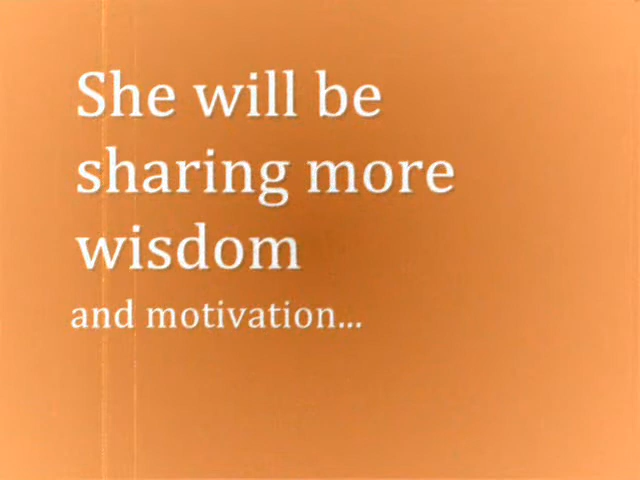 She will be
sharing more
wisdom
and motivation...